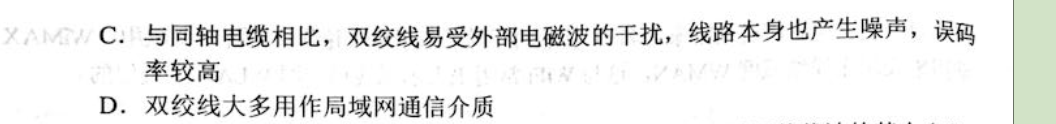 C．与同轴电缆相比，双绞线易受外部电磁波的干扰，线路本身也产生噪声，误码
率较高
D．双绞线大多用作局域网通信介质